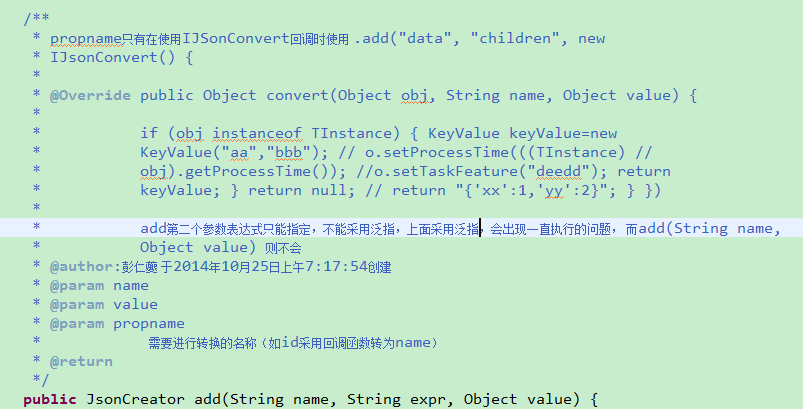 /**
* propname只有在使用IJSonConvert回调时使用 .add("data", "children", new
* IJsonConvert() {
*
* @Override public Object convert(Object obj, String name, Object value) {
*
* if (obj instanceof TInstance) { KeyValue keyValue=new
* KeyValue("aa","bbb"); // o.setProcessTime(((TInstance) //
* obj).getProcessTime()); //o.setTaskFeature("deedd"); return
* keyValue; } return null; // return "{'xx':1,'yy':2}"; } })
*
* add第二个参数表达式只能指定，不能采用泛指，上面采用泛指，会出现一直执行的问题，而add(String name,
* Object value) 则不会
* @author:彭仁夔 于2014年10月25日上午7:17:54创建
* @param name
* @param value
* @param propname
* 需要进行转换的名称（如id采用回调函数转为name）
* @return
*/
public JsonCreator add(String name, String expr, Object value) {